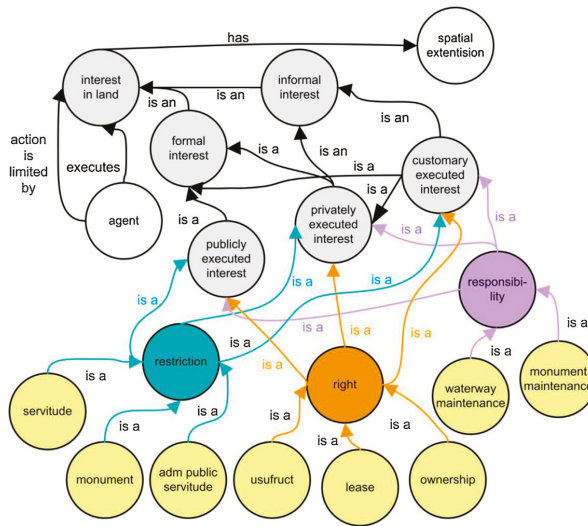 has
spatial
extentision
interest
in land
informal
interest
is an
is an
action
is
limited
by
executes
formal
interest
is a
is an
is an
customary
executed
interest
is a
is a
agent
is a
privately
executed
interest
publicly
executed
interest
is a
is a
is a
is a
is a
is a
responsibi-
lity
is a
is a
is a
is a
is a
restriction
right
is a
is a
waterway
maintenance
monument
maintenance
servitude
is a
is a
is a
is a
is a
is a
monument
adm public
servitude
usufruct
lease
ownership